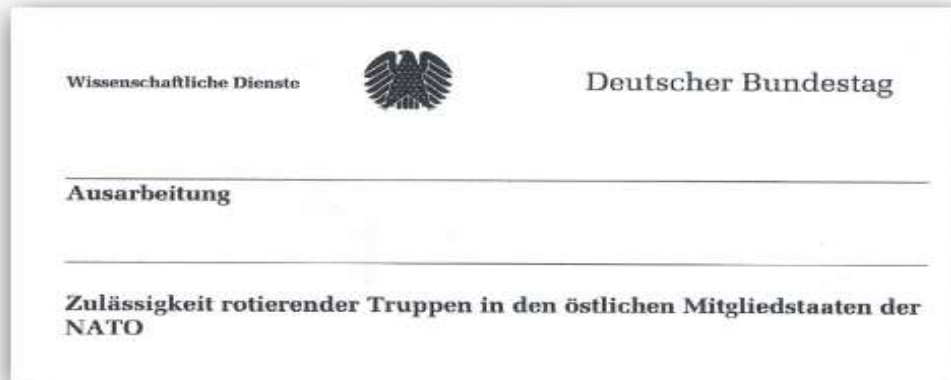 Wissenschaftliche Dienste
Deutscher Bundestag
Ausarbeitung
Zulässigkeit rotierender Truppen in den östlichen Mitgliedstaaten der
NATO